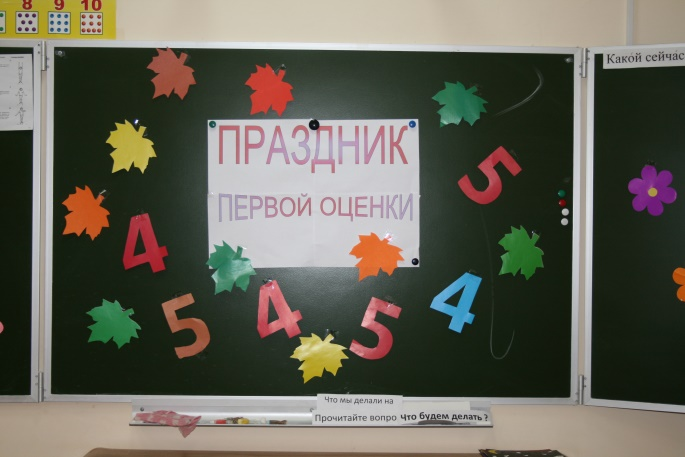 8 9 10
Какой сейчас
ПРАЗДНИК
ПЕРВОЙ ОЦЕНКИ
5
4
5
4
5
4
Что мы делали на
Прочитайте вопро Что будем делать ?